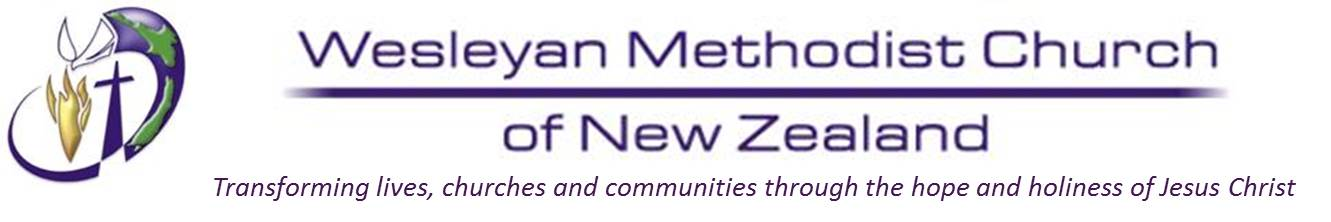 Wesleyan Methodist Church
of New Zealand
Transforming lives, churches and communities through the hope and holiness of Jesus Christ